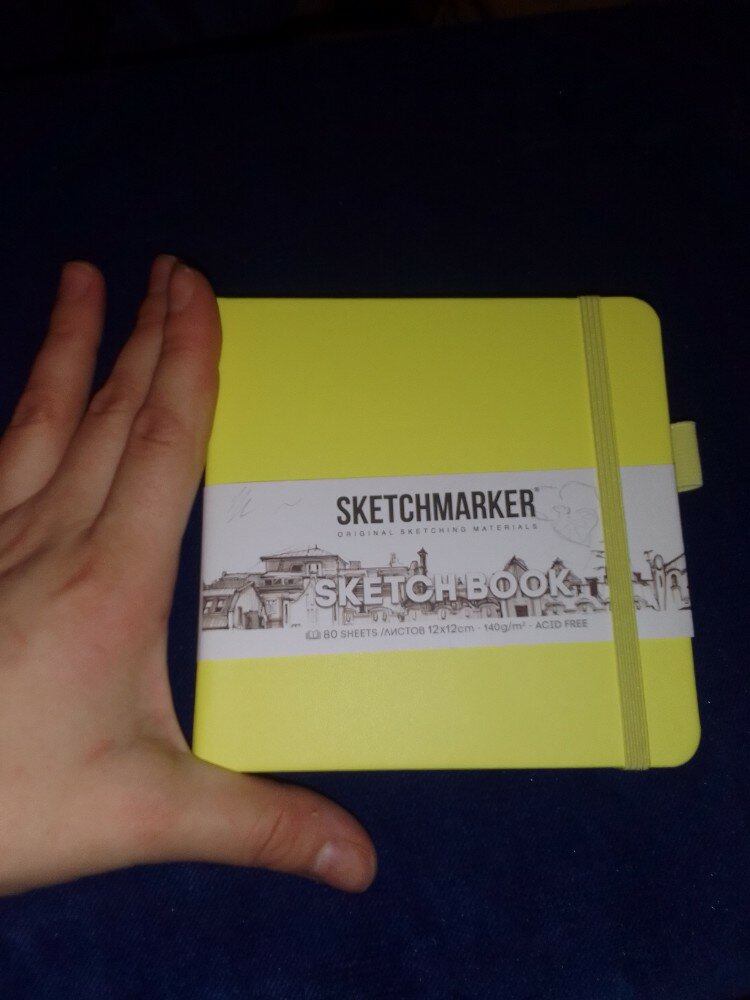 SKETCHMARKER®
ORIGINAL SKETCHING MATERIALS
SKETCH BOOK
80 SHEETS /ЛИСТОВ 12x12cm - 140g/m² - ACID FREE